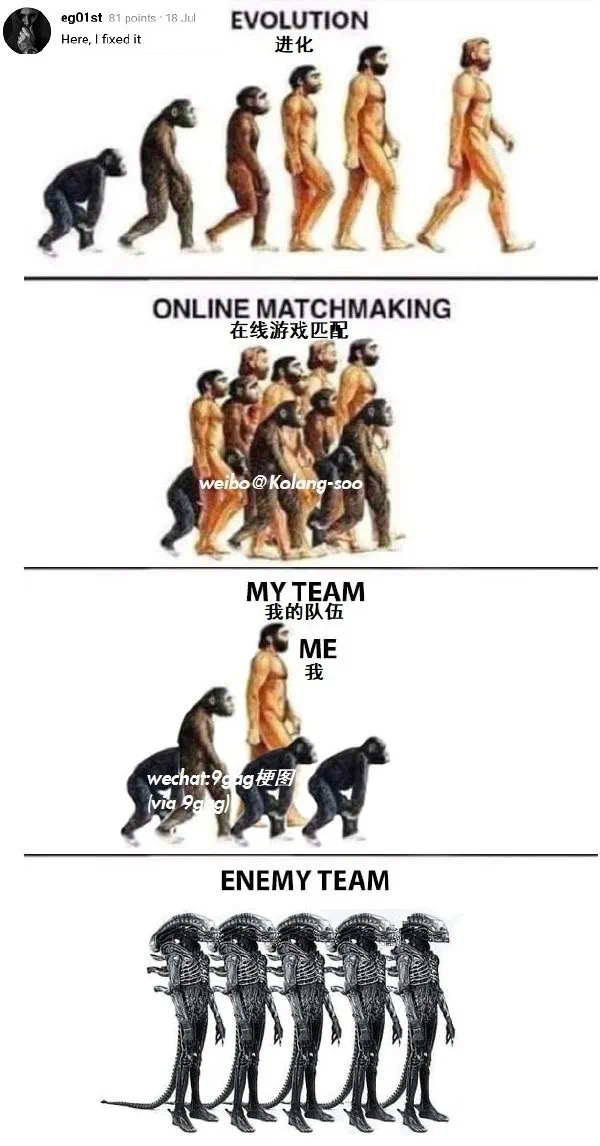 eg01st 81 points · 18 Jul
Here, I fixed it
EVOLUTION
进化
ONLINE MATCHMAKING
在线游戏匹配
weibo@Kolang-soo
MY TEAM
我的队伍
ME
我
wechat:9gag梗图
(via 9gag)
ENEMY TEAM